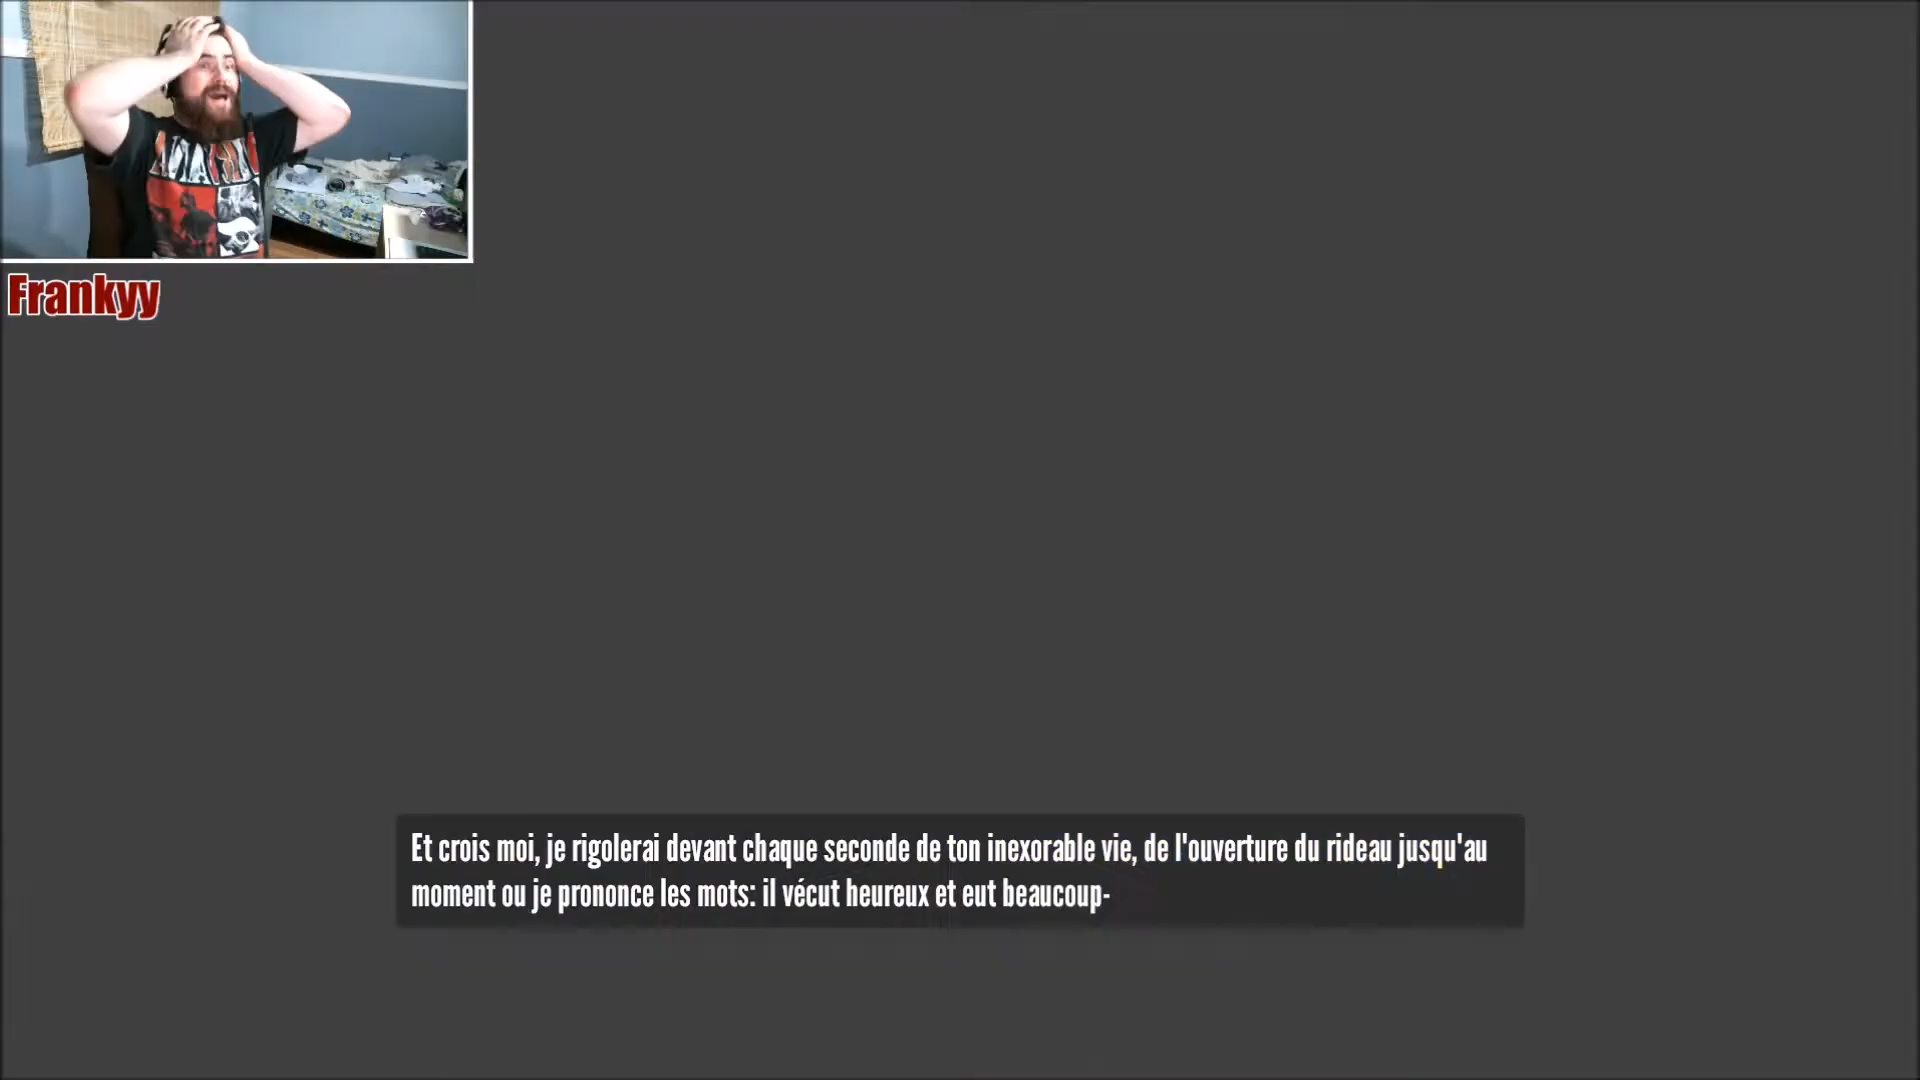 Frankyy
Et crois moi, je rigolerai devant chaque seconde de ton inexorable vie, de l'ouverture du rideau jusqu'au
moment ou je prononce les mots: il vécut heureux et eut beaucoup-